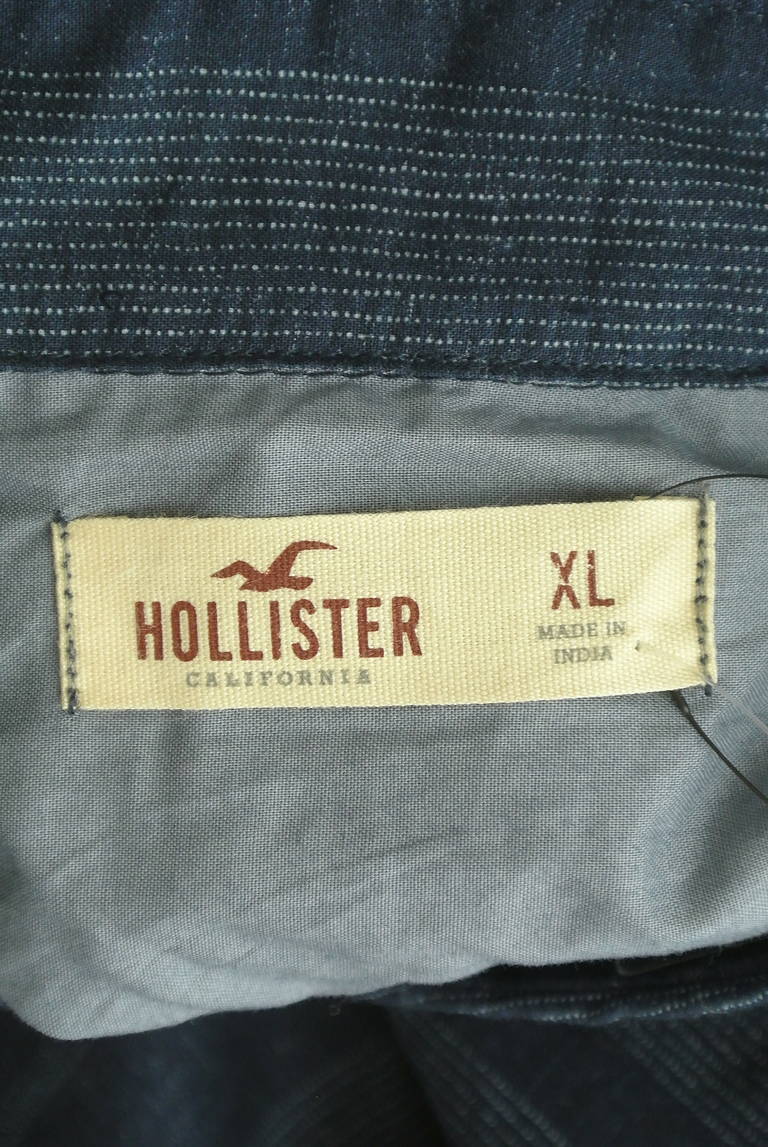 HOLLISTER
CALIFORNIA
XL
MADE IN
INDIA